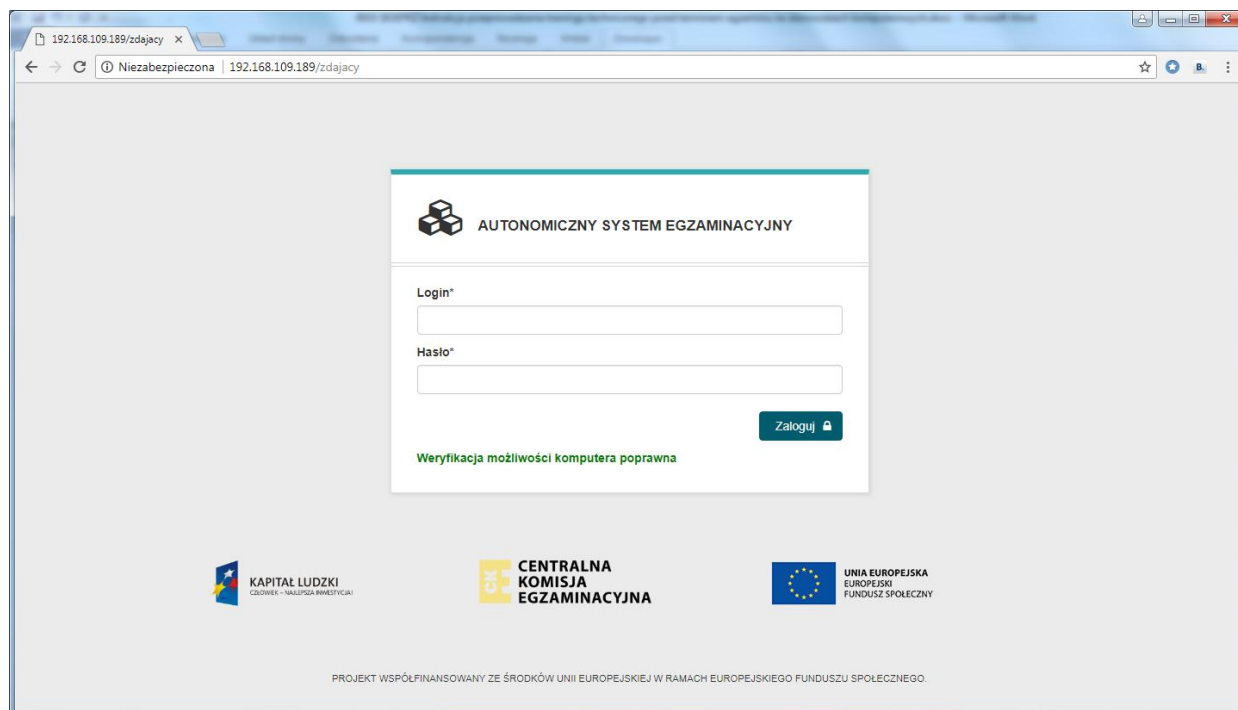 192.168.109.189/zdajacy
Niezabezpieczona | 192.168.109.189/zdajacy
B.
AUTONOMICZNY SYSTEM EGZAMINACYJNY
Login*
Hasło*
Zaloguj
Weryfikacja możliwości komputera poprawna
KAPITAŁ LUDZKI
CZŁOWIEK – NAJLEPSZA INWESTYCJA!
CKE
CENTRALNA
KOMISJA
EGZAMINACYJNA
UNIA EUROPEJSKA
EUROPEJSKI
FUNDUSZ SPOŁECZNY
PROJEKT WSPÓŁFINANSOWANY ZE ŚRODKÓW UNII EUROPEJSKIEJ W RAMACH EUROPEJSKIEGO FUNDUSZU SPOŁECZNEGO.